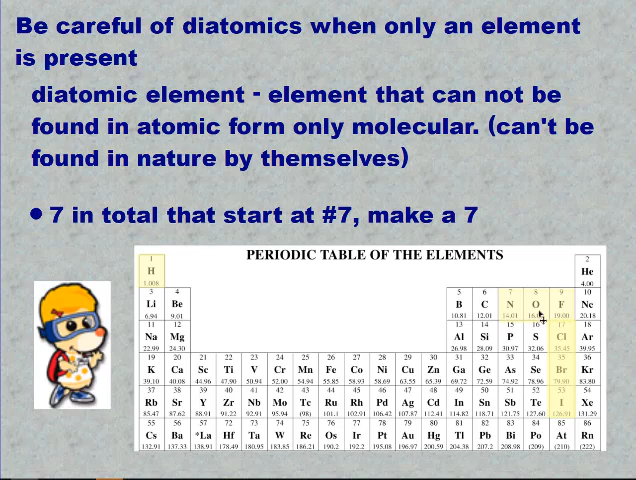 Be careful of diatomics when only an element
is present
diatomic element - element that can not be
found in atomic form only molecular. (can't be
found in nature by themselves)
• 7 in total that start at #7, make a 7
PERIODIC TABLE OF THE ELEMENTS
1 2
H He
1.008 4.00
3 4 5 6 7 8 9 10
Li Be B C N O F Ne
6.94 9.01 10.81 12.01 14.01 19.00 20.18
11 12 13 14 15 16 17 18
Na Mg Al Si P S Cl Ar
22.99 24.30 26.98 28.09 30.97 32.06 35.45 39.95
19 20 21 22 23 24 25 26 27 28 29 30 31 32 33 34 35 36
K Ca Sc Ti V Cr Mn Fe Co Ni Cu Zn Ga Ge As Se Br Kr
39.10 40.08 44.96 47.90 50.94 52.00 54.94 55.85 58.93 58.69 63.55 65.39 69.72 72.59 74.92 78.96 79.90 83.80
37 38 39 40 41 42 43 44 45 46 47 48 49 50 51 52 53 54
Rb Sr Y Zr Nb Mo Tc Ru Rh Pd Ag Cd In Sn Sb Te I Xe
85.47 87.62 88.91 91.22 92.91 95.94 (98) 101.1 102.91 106.42 107.87 112.41 114.82 118.71 121.75 127.60 126.91 131.29
55 56 57 72 73 74 75 76 77 78 79 80 81 82 83 84 85 86
Cs Ba *La Hf Ta W Re Os Ir Pt Au Hg Tl Pb Bi Po At Rn
132.91 137.33 138.91 178.49 180.95 183.85 186.21 190.2 192.2 195.08 196.97 200.59 204.38 207.2 208.98 (209) (210) (222)